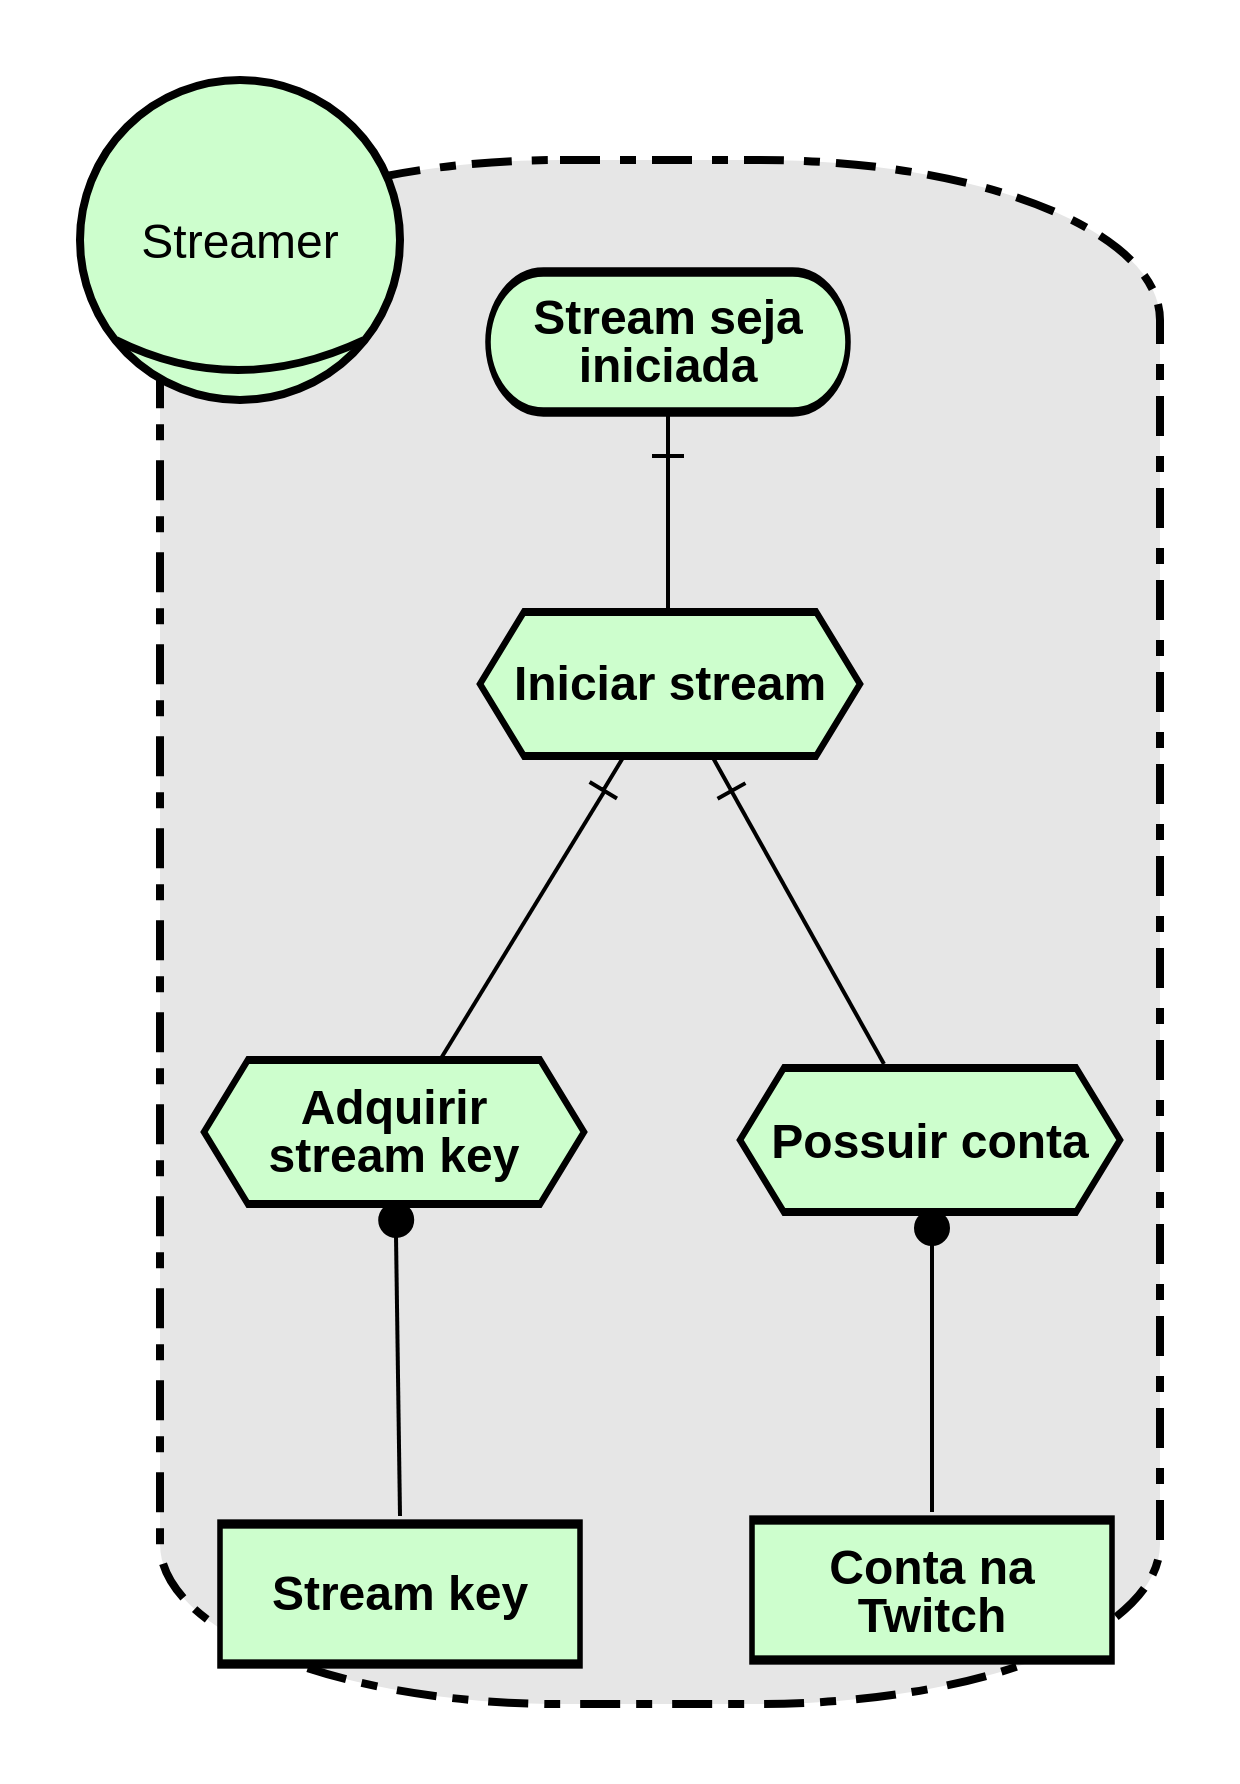 Streamer
Stream seja
iniciada
Iniciar stream
Adquirir
stream key
Possuir conta
Stream key
Conta na
Twitch